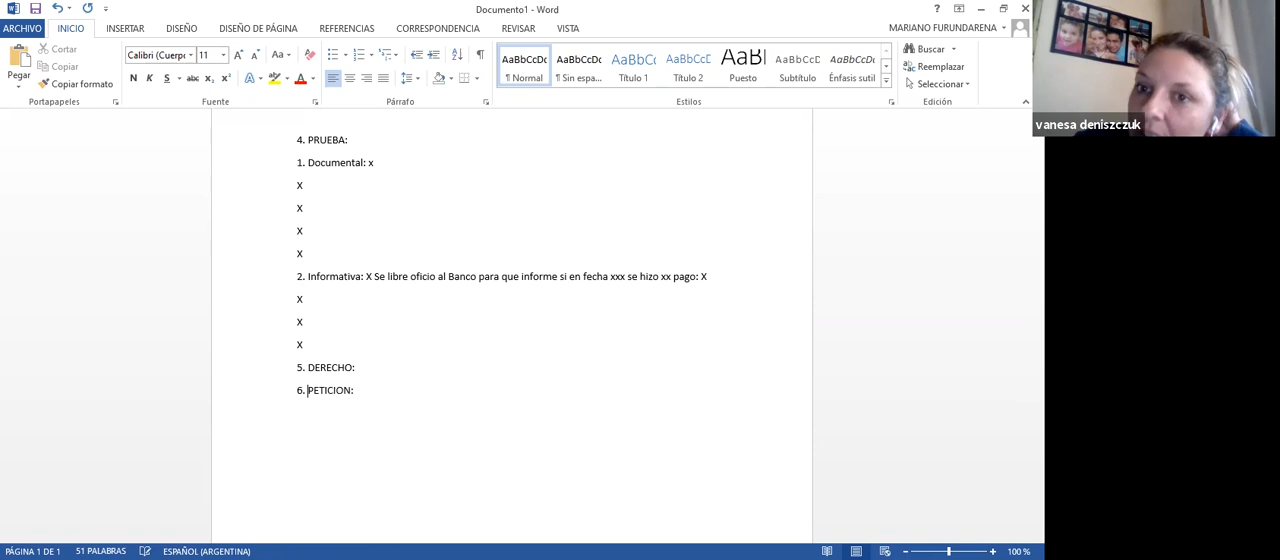 Documento1 - Word
ARCHIVO INICIO INSERTAR DISEÑO DISEÑO DE PÁGINA REFERENCIAS CORRESPONDENCIA REVISAR VISTA MARIANO FURUNDARENA
Pegar
Cortar
Copiar
Copiar formato
Portapapeles
Calibri (Cuerp 11
N K S abc x₂ x²
Fuente
Párrafo
AaBbCcDc AaBbCcDc AaBbCc AaBbCcC AaBl AaBbCcD AaBbCcDc
¶ Normal ¶ Sin espa... Título 1 Título 2 Puesto Subtítulo Énfasis sutil
Estilos
Buscar
Reemplazar
Seleccionar
Edición
vanesa deniszczuk
4. PRUEBA:
1. Documental: x
X
X
X
X
2. Informativa: X Se libre oficio al Banco para que informe si en fecha xxx se hizo xx pago: X
X
X
X
5. DERECHO:
6. PETICION:
PÁGINA 1 DE 1 51 PALABRAS ESPAÑOL (ARGENTINA) 100 %